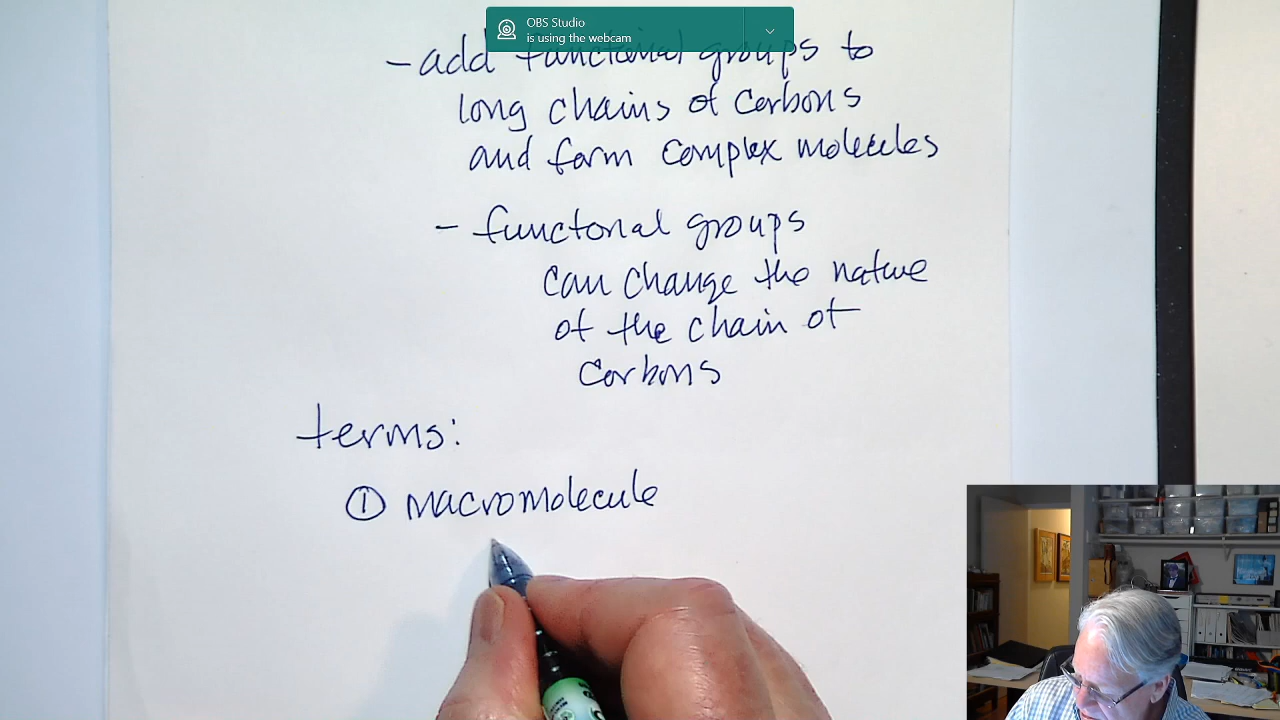 OBS Studio
is using the webcam
- add functional groups to
long chains of carbons
and form complex molecules
- functonal groups
can change the nature
of the chain of
carbons
terms:
① macromolecule